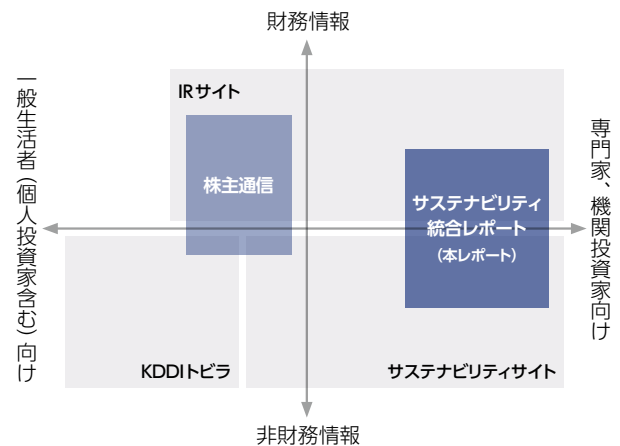 財務情報
一般生活者(個人投資家含む)向け
IRサイト
株主通信
サステナビリティ
統合レポート
(本レポート)
専門家、機関投資家向け
KDDIトビラ
サステナビリティサイト
非財務情報